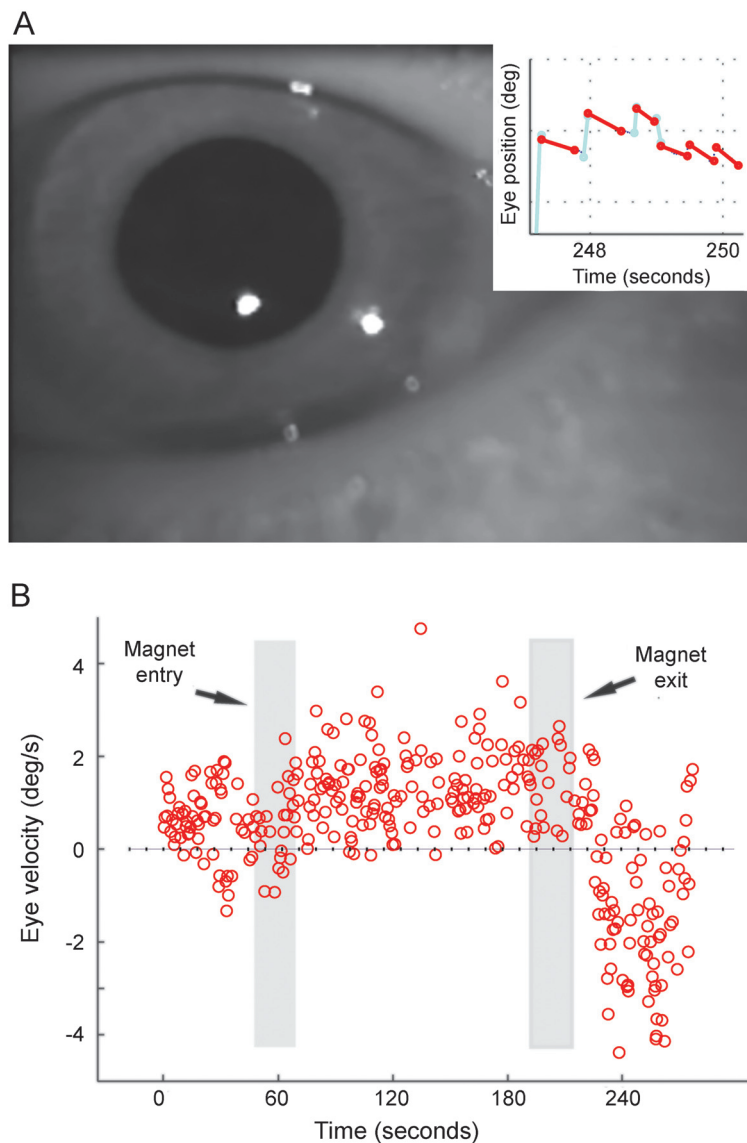 A
Eye position (deg)
248
250
Time (seconds)
B
Magnet
entry
Magnet
exit
Eye velocity (deg/s)
4
2
0
-2
-4
0
60
120
180
240
Time (seconds)